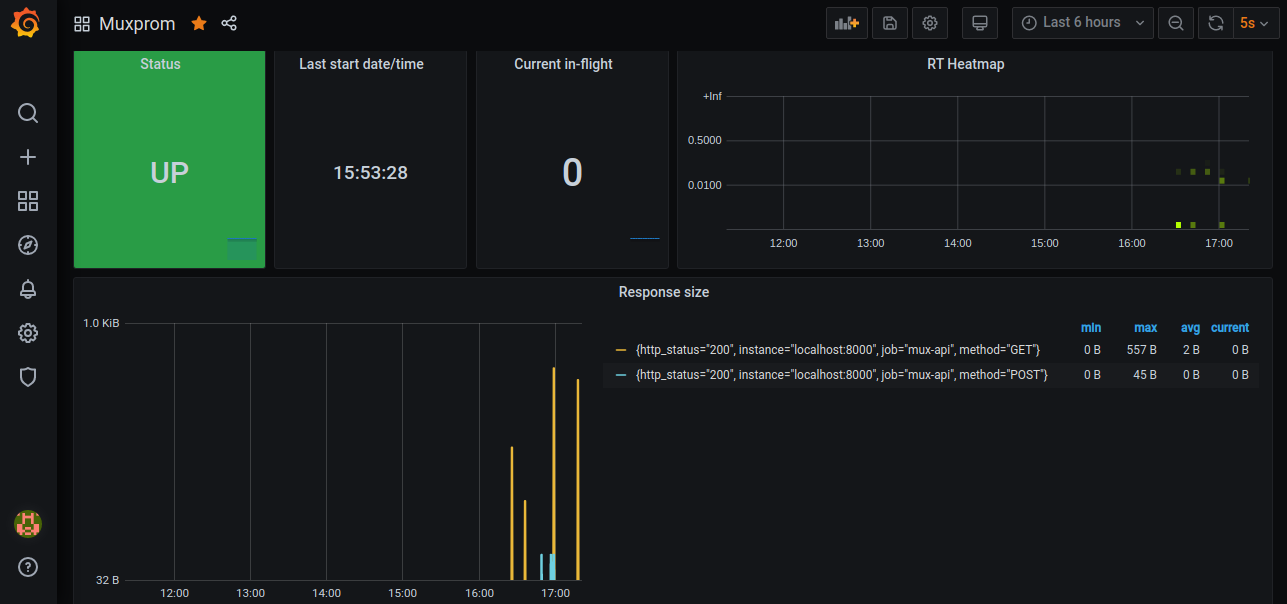 Muxprom
Last 6 hours
5s
Status
UP
Last start date/time
15:53:28
Current in-flight
0
RT Heatmap
+Inf
0.5000
0.0100
12:00 13:00 14:00 15:00 16:00 17:00
Response size
1.0 KiB
32 B
12:00 13:00 14:00 15:00 16:00 17:00
min max avg current
{http_status="200", instance="localhost:8000", job="mux-api", method="GET"} 0 B 557 B 2 B 0 B
{http_status="200", instance="localhost:8000", job="mux-api", method="POST"} 0 B 45 B 0 B 0 B